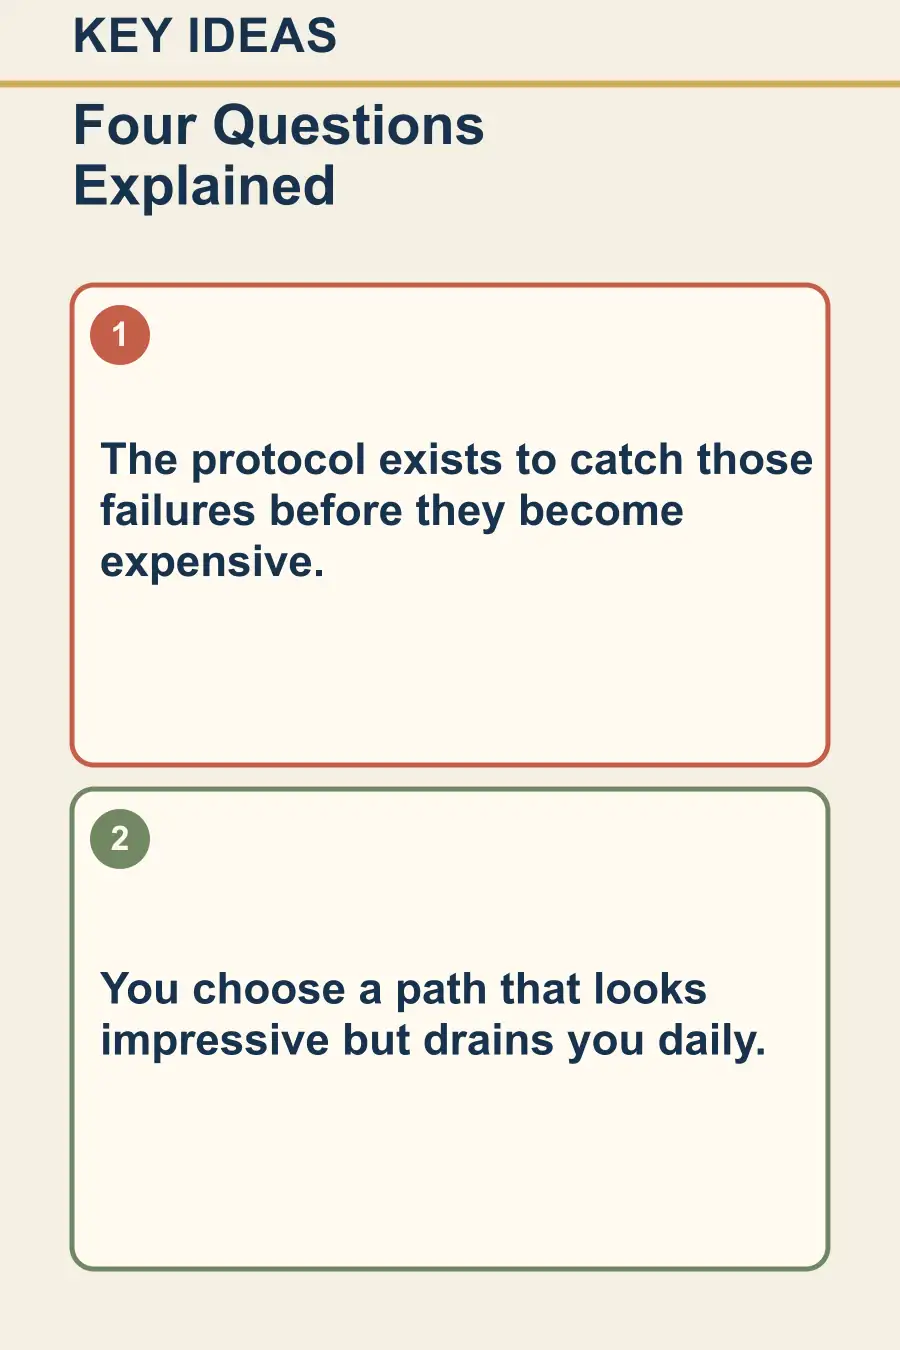 KEY IDEAS
Four Questions
Explained
1
The protocol exists to catch those
failures before they become
expensive.
2
You choose a path that looks
impressive but drains you daily.